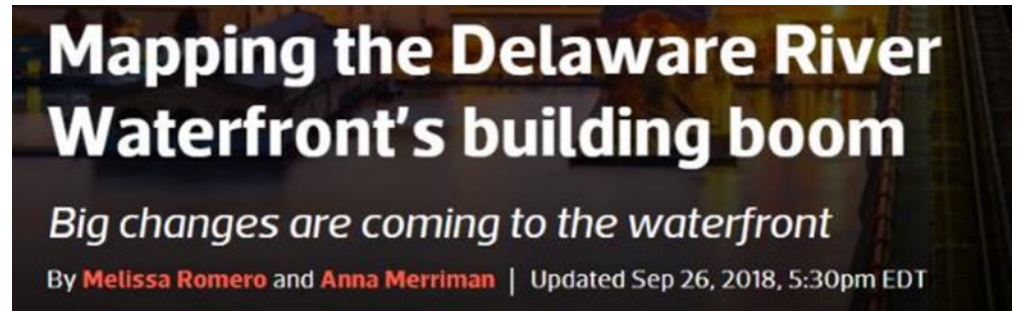 Mapping the Delaware River
Waterfront's building boom
Big changes are coming to the waterfront
By Melissa Romero and Anna Merriman | Updated Sep 26, 2018, 5:30pm EDT